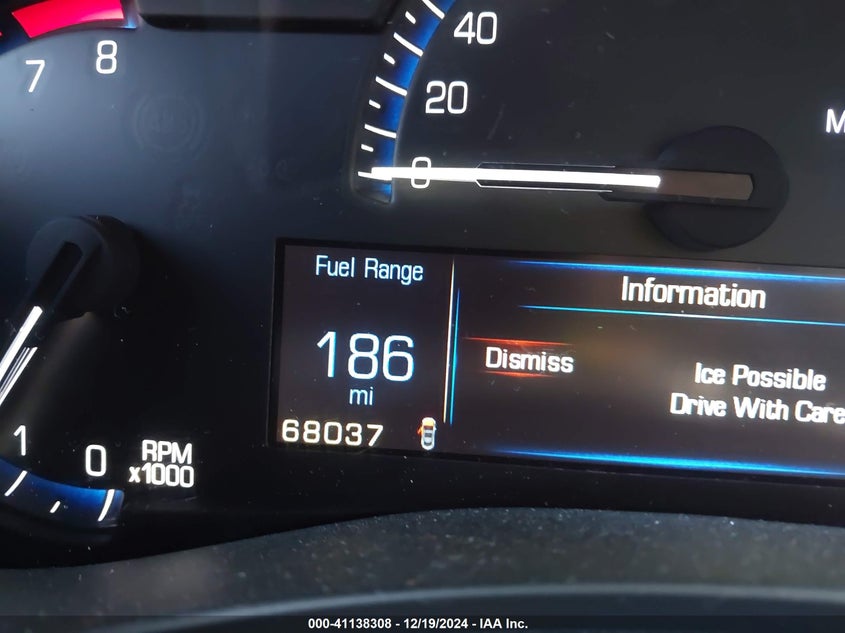 40
20
0
M
7
8
1
0
RPM
x1000
Fuel Range
186
mi
68037
Information
Dismiss
Ice Possible
Drive With Care
000-41138308 - 12/19/2024 - IAA Inc.